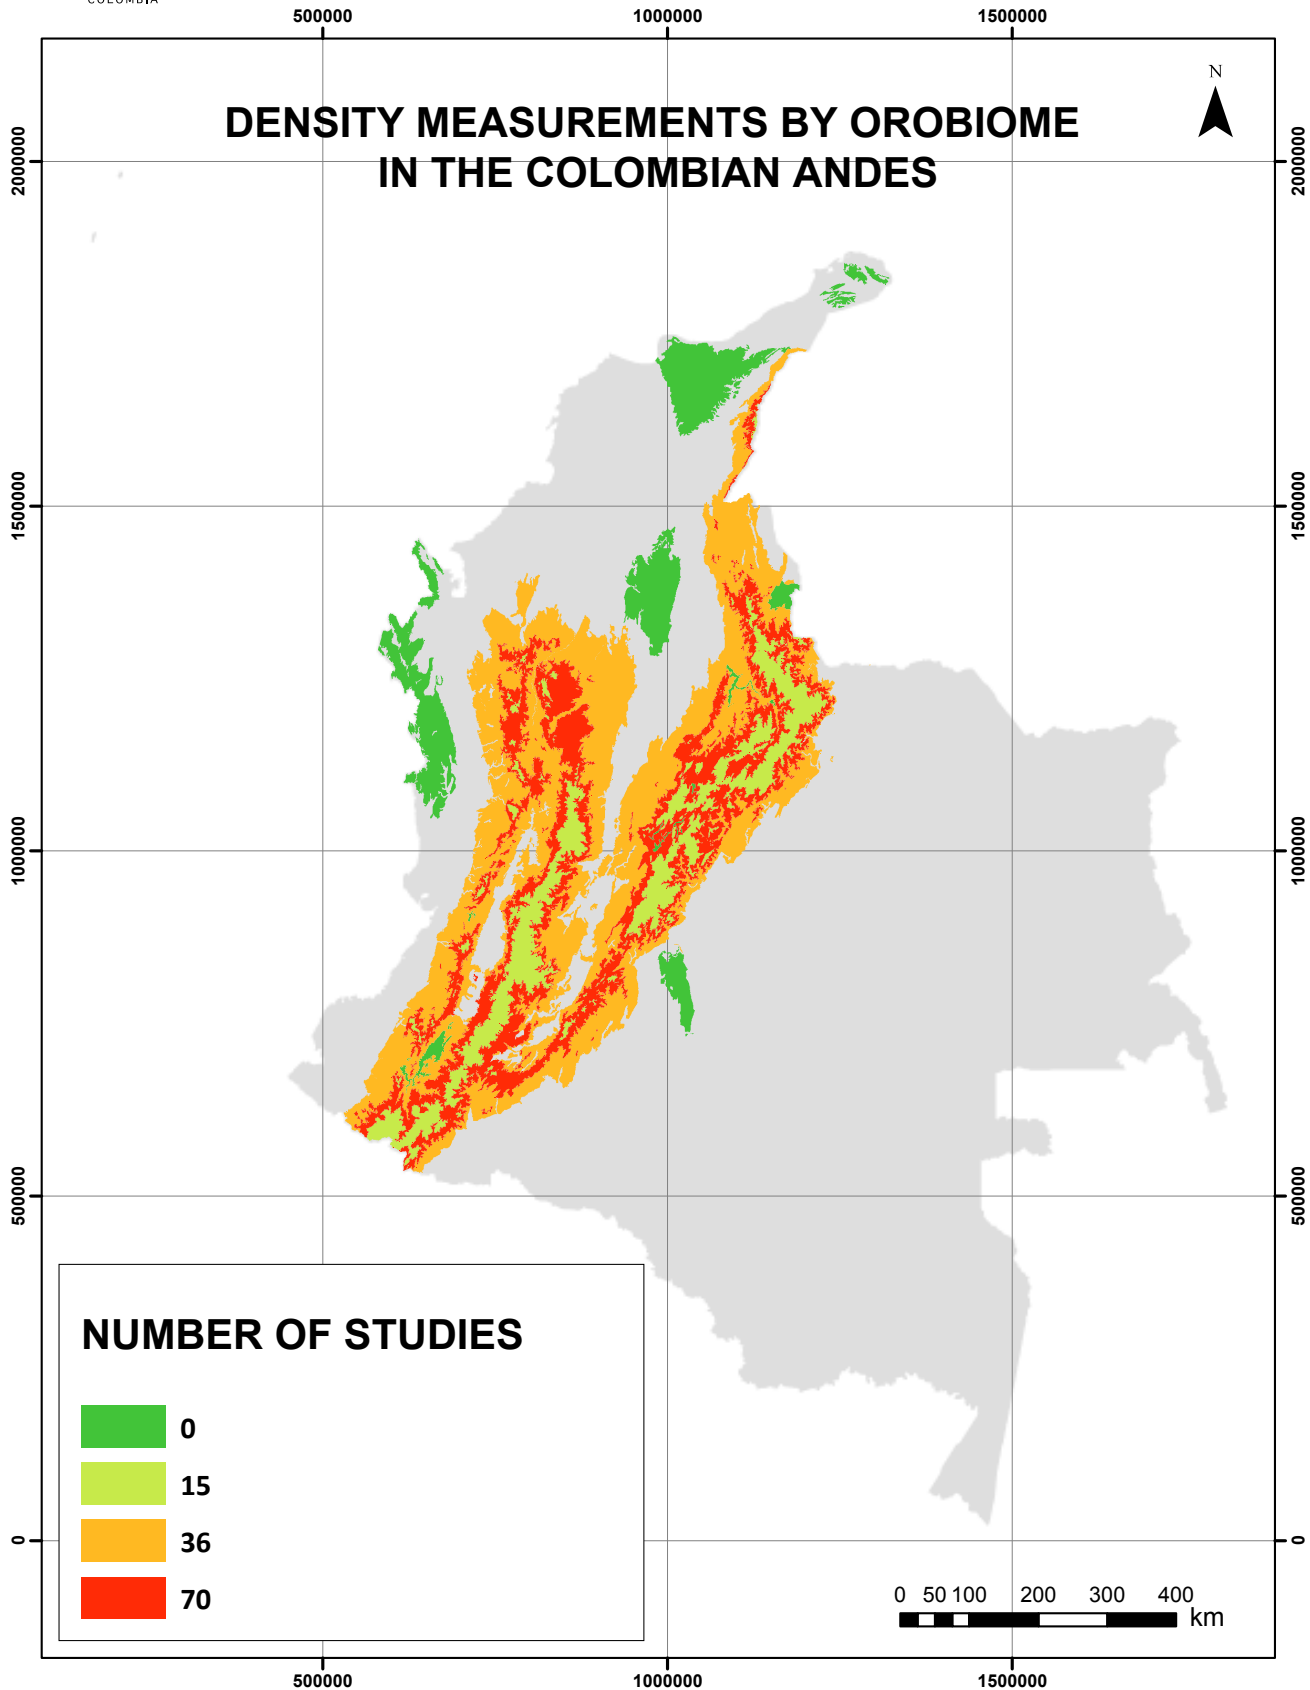 COLOMBIA
500000 1000000 1500000
N
DENSITY MEASUREMENTS BY OROBIOME
IN THE COLOMBIAN ANDES
2000000 2000000
1500000 1500000
1000000 1000000
500000 500000
NUMBER OF STUDIES
0
15
36
70
0 0
0 50 100 200 300 400
km
500000 1000000 1500000